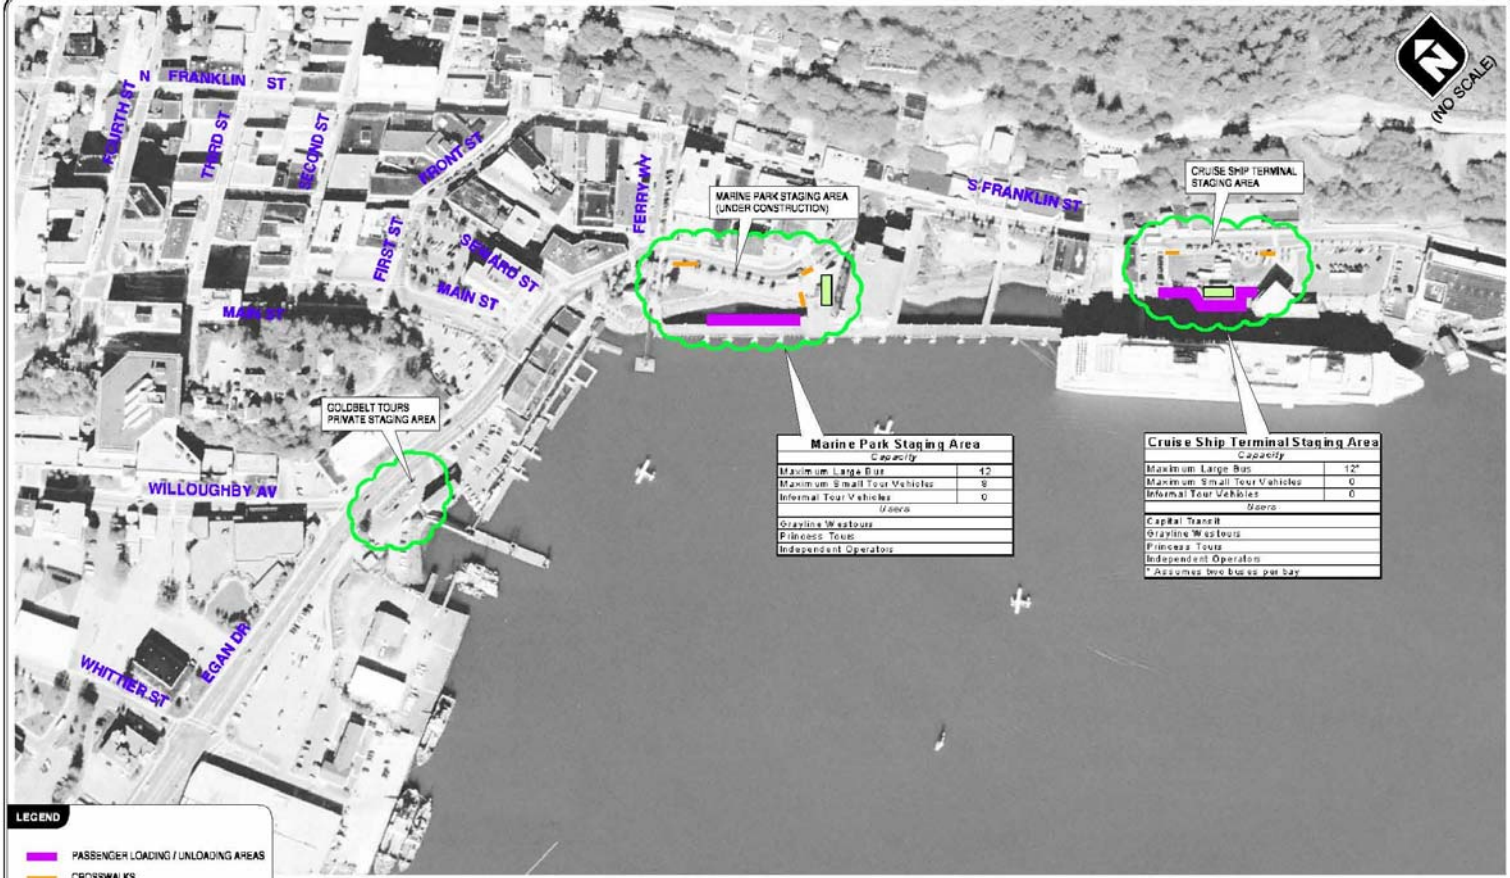 (NO SCALE)
N FRANKLIN ST
FOURTH ST
THIRD ST
SECOND ST
FRONT ST
FIRST ST
SEWARD ST
MAIN ST
MAIN ST
FERRY WY
S FRANKLIN ST
MARINE PARK STAGING AREA
(UNDER CONSTRUCTION)
CRUISE SHIP TERMINAL
STAGING AREA
GOLDBELT TOURS
PRIVATE STAGING AREA
WILLOUGHBY AV
EGAN DR
WHITTIER ST
Marine Park Staging Area
Capacity
Maximum Large Bus 12
Maximum Small Tour Vehicles 8
Informal Tour Vehicles 0
Users
Grayline Westours
Princess Tours
Independent Operators
Cruise Ship Terminal Staging Area
Capacity
Maximum Large Bus 12*
Maximum Small Tour Vehicles 0
Informal Tour Vehicles 0
Users
Capital Transit
Grayline Westours
Princess Tours
Independent Operators
* Assumes two buses per bay
LEGEND
PASSENGER LOADING / UNLOADING AREAS
CROSSWALKS